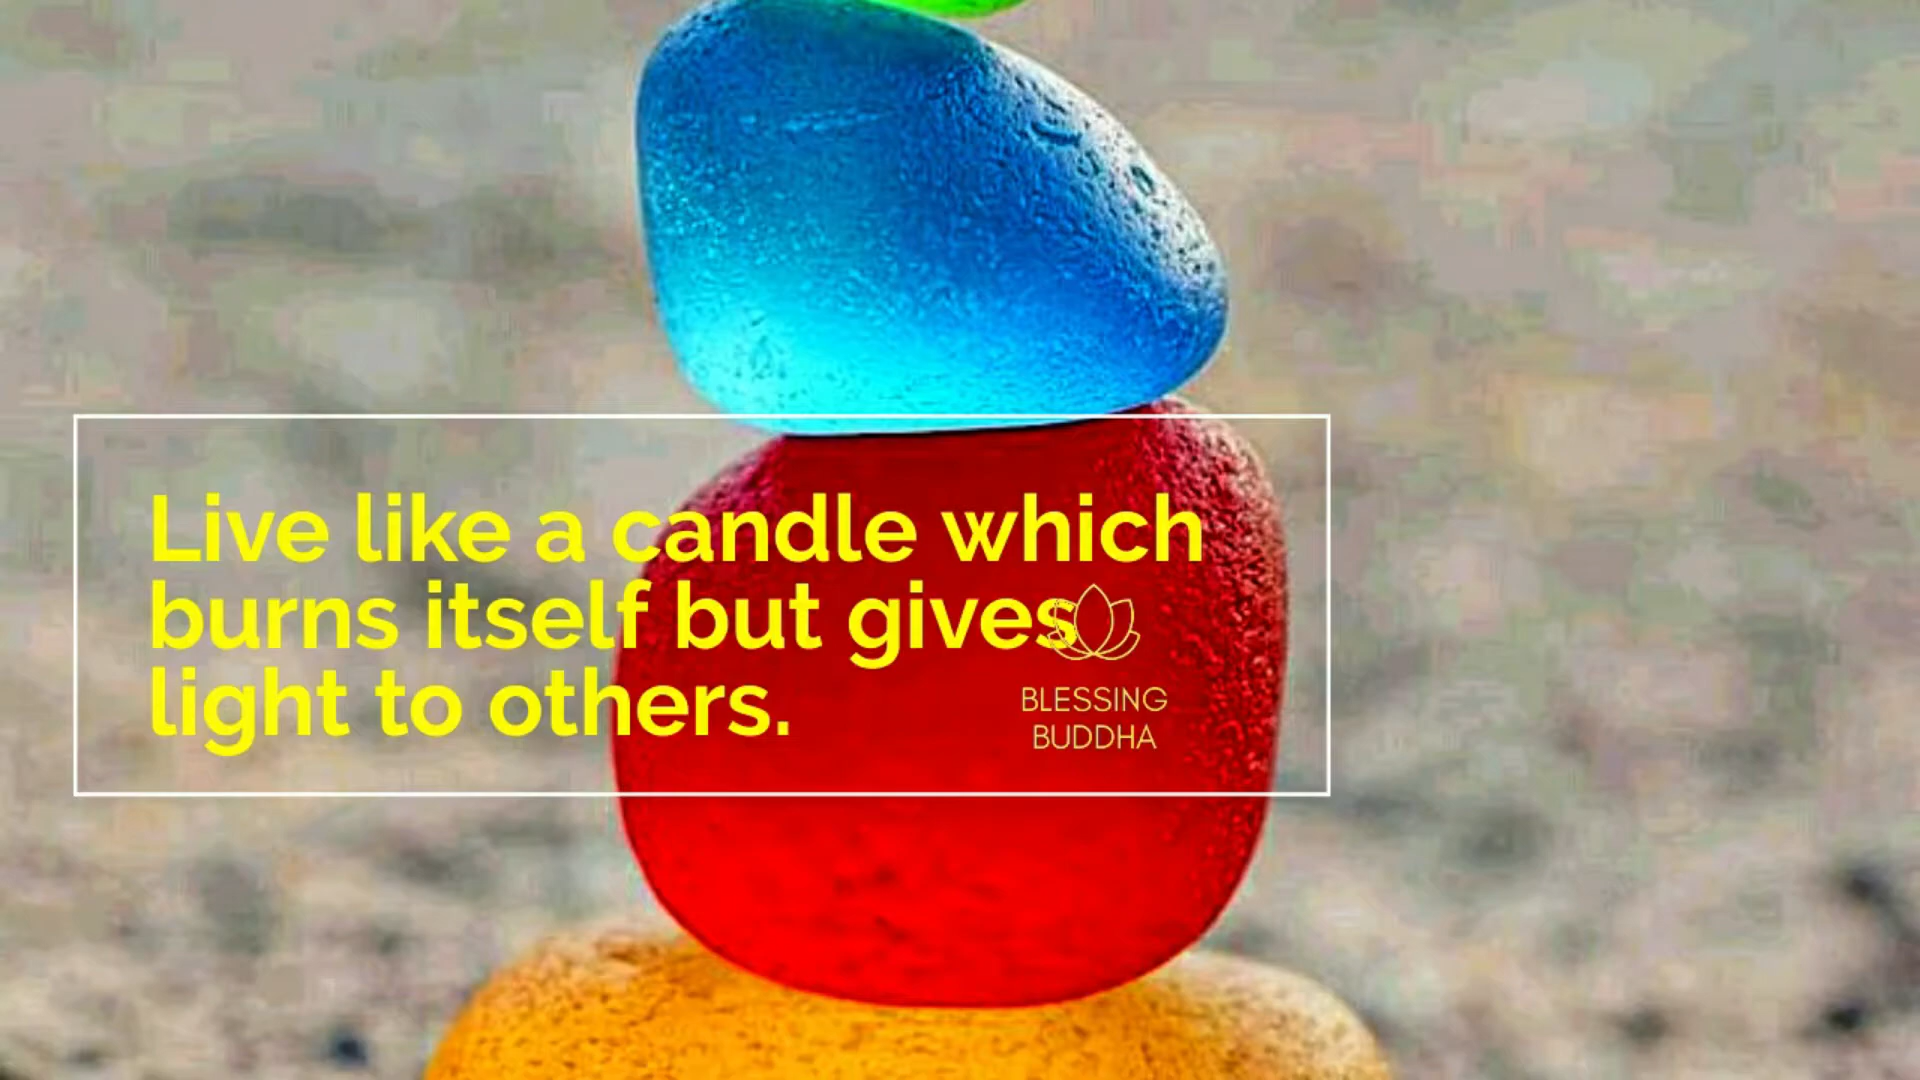 Live like a candle which
burns itself but gives
light to others.
BLESSING
BUDDHA